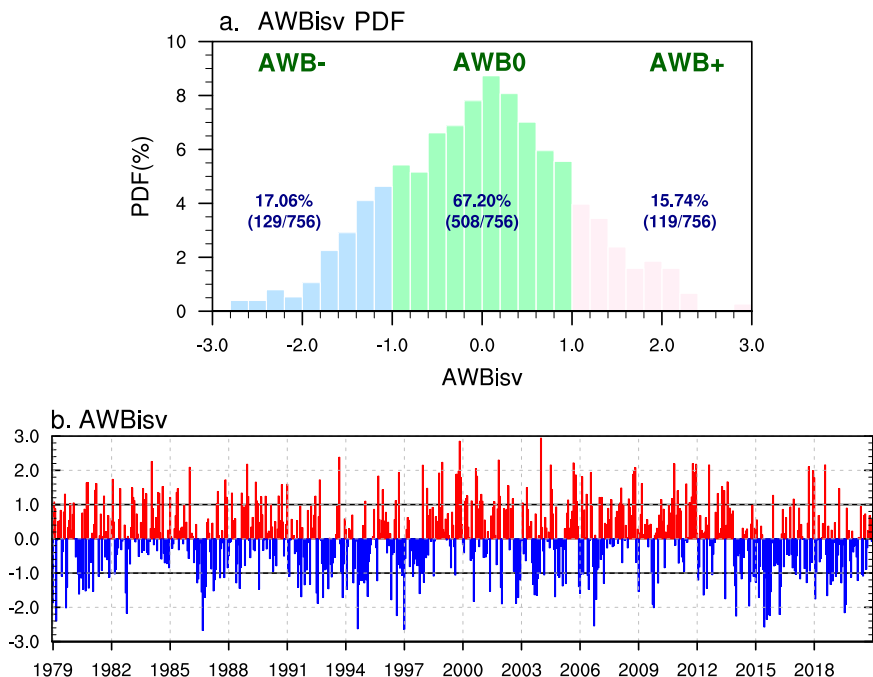 a. AWBisv PDF
10
AWB- AWB0 AWB+
8
6
PDF(%)
17.06% 67.20% 15.74%
(129/756) (508/756) (119/756)
4
2
0
-3.0 -2.0 -1.0 0.0 1.0 2.0 3.0
AWBisv
b. AWBisv
3.0
2.0
1.0
0.0
-1.0
-2.0
-3.0
1979 1982 1985 1988 1991 1994 1997 2000 2003 2006 2009 2012 2015 2018